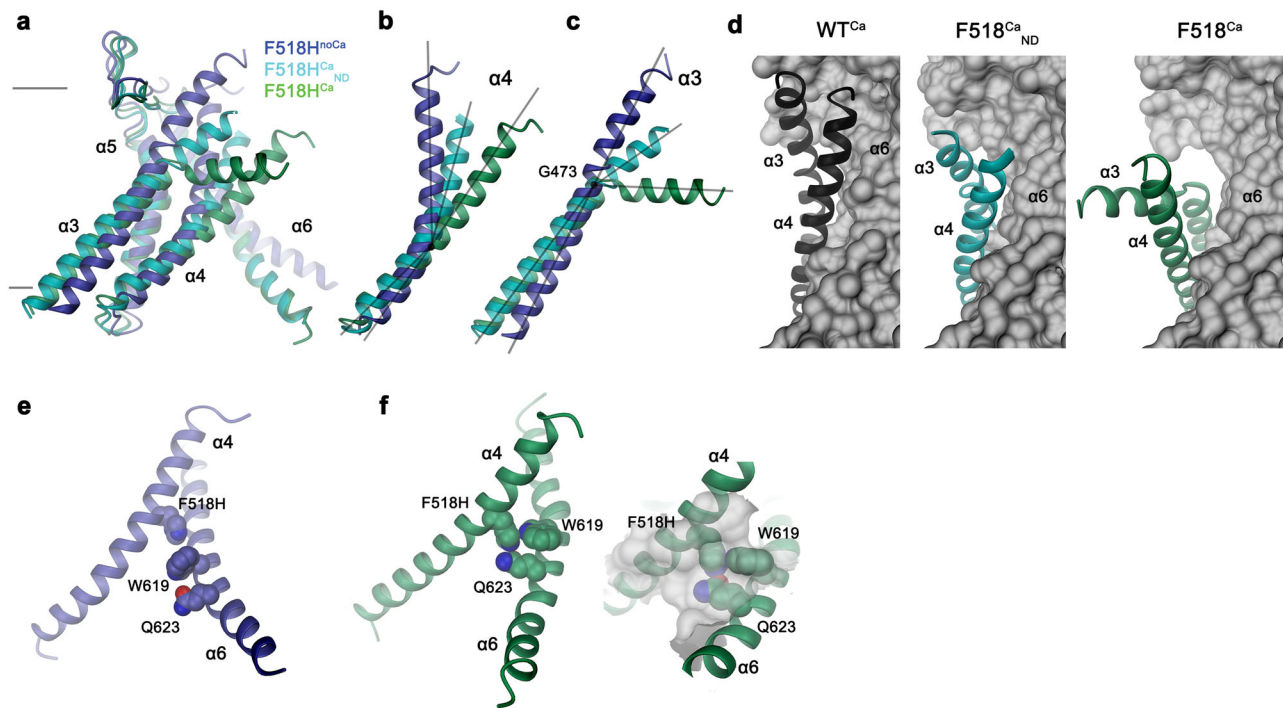 a
F518H^noCa
F518H^Ca_ND
F518H^Ca
α5
α3
α4
α6
b
α4
c
α3
G473
d
WT^Ca
F518^Ca_ND
F518^Ca
α3
α6
α4
α3
α6
α4
α3
α6
α4
e
α4
F518H
W619
Q623
α6
f
α4
F518H
W619
Q623
α6
α4
F518H
W619
Q623
α6